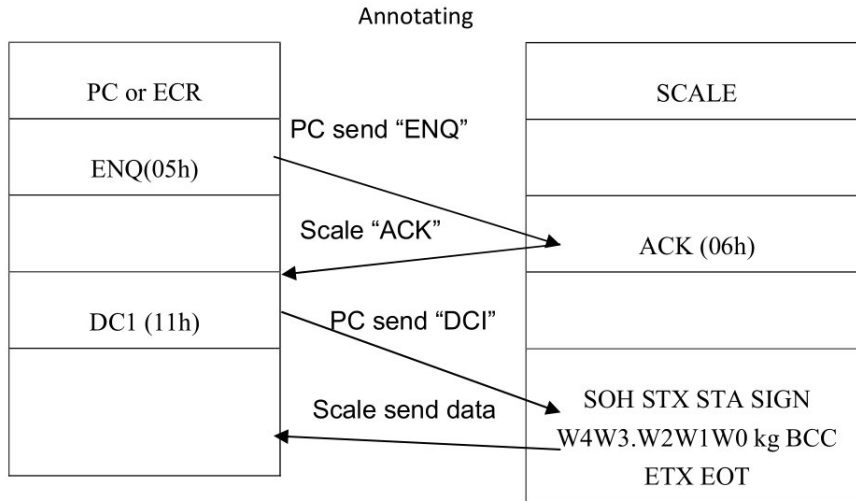 Annotating
PC or ECR
SCALE
PC send “ENQ”
ENQ(05h)
Scale “ACK”
ACK (06h)
DC1 (11h)
PC send “DCI”
Scale send data
SOH STX STA SIGN
W4W3.W2W1W0 kg BCC
ETX EOT